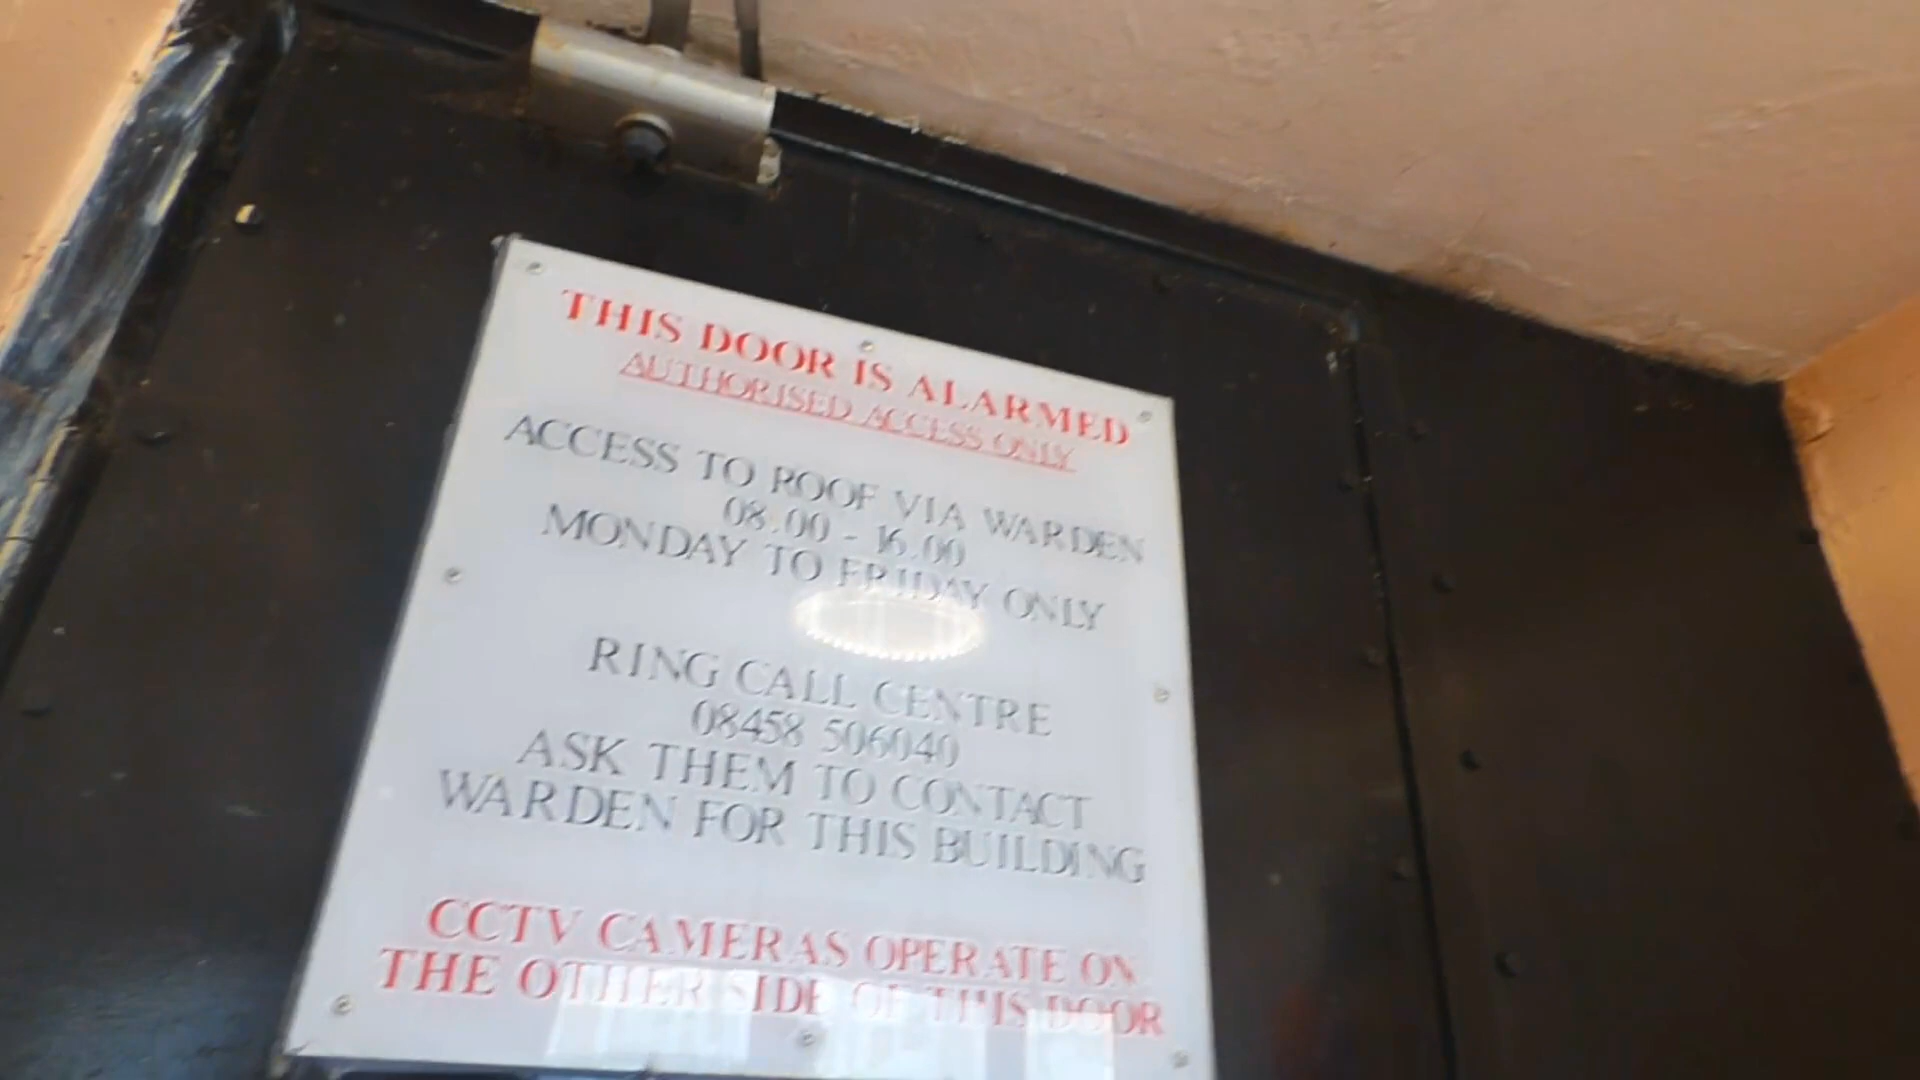 THIS DOOR IS ALARMED
AUTHORISED ACCESS ONLY
ACCESS TO ROOF VIA WARDEN
08.00 - 16.00
MONDAY TO FRIDAY ONLY
RING CALL CENTRE
08458 506040
ASK THEM TO CONTACT
WARDEN FOR THIS BUILDING
CCTV CAMERAS OPERATE ON
THE OTHER SIDE OF THIS DOOR